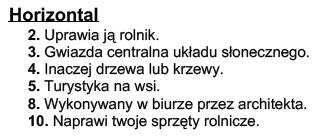 Horizontal
2. Uprawia ją rolnik.
3. Gwiazda centralna układu słonecznego.
4. Inaczej drzewa lub krzewy.
5. Turystyka na wsi.
8. Wykonywany w biurze przez architekta.
10. Naprawi twoje sprzęty rolnicze.